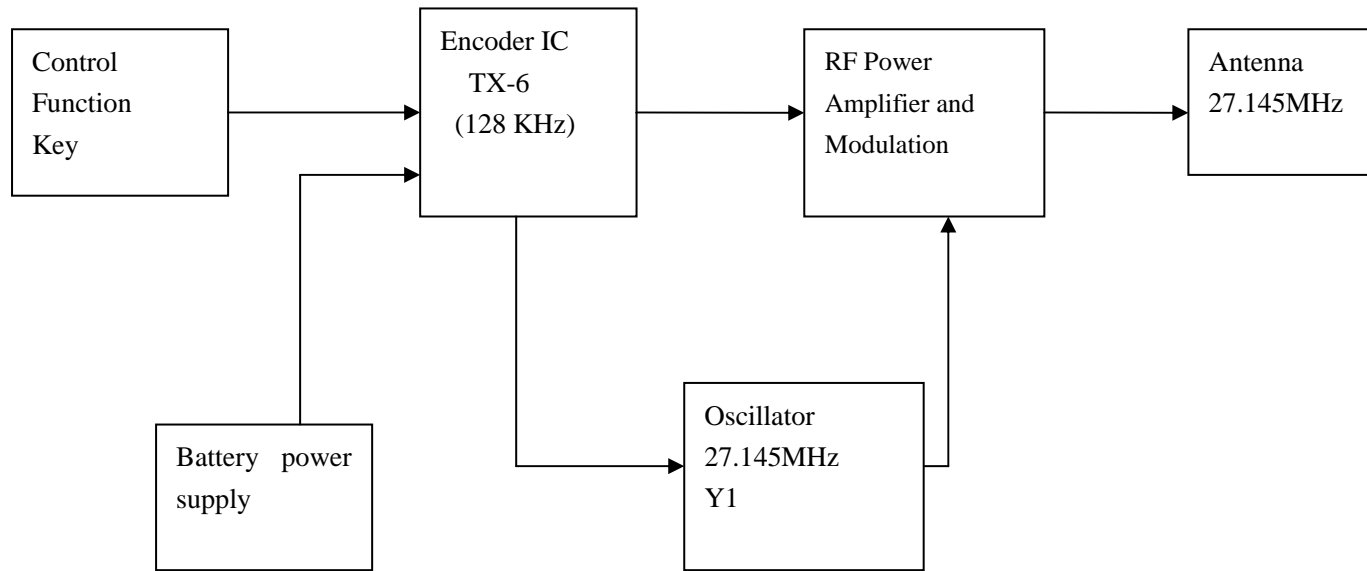 Control
Function
Key
Encoder IC
TX-6
(128 KHz)
RF Power
Amplifier and
Modulation
Antenna
27.145MHz
Battery power
supply
Oscillator
27.145MHz
Y1